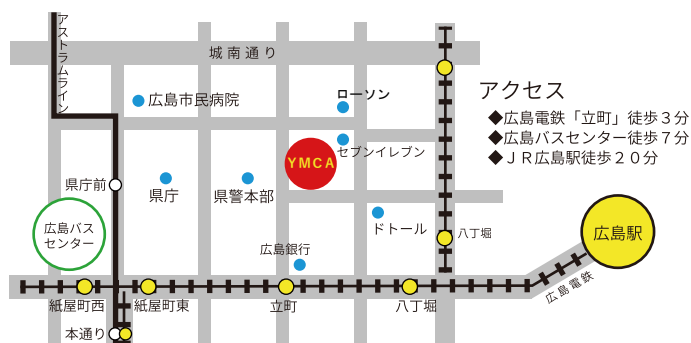 アストラムライン
城南通り
広島市民病院
ローソン
アクセス
◆広島電鉄「立町」徒歩３分
◆広島バスセンター徒歩７分
◆ＪＲ広島駅徒歩２０分
セブンイレブン
YMCA
県庁前
県庁
県警本部
広島バス
センター
ドトール
八丁堀
広島駅
広島銀行
広島電鉄
紙屋町西
紙屋町東
立町
八丁堀
本通り